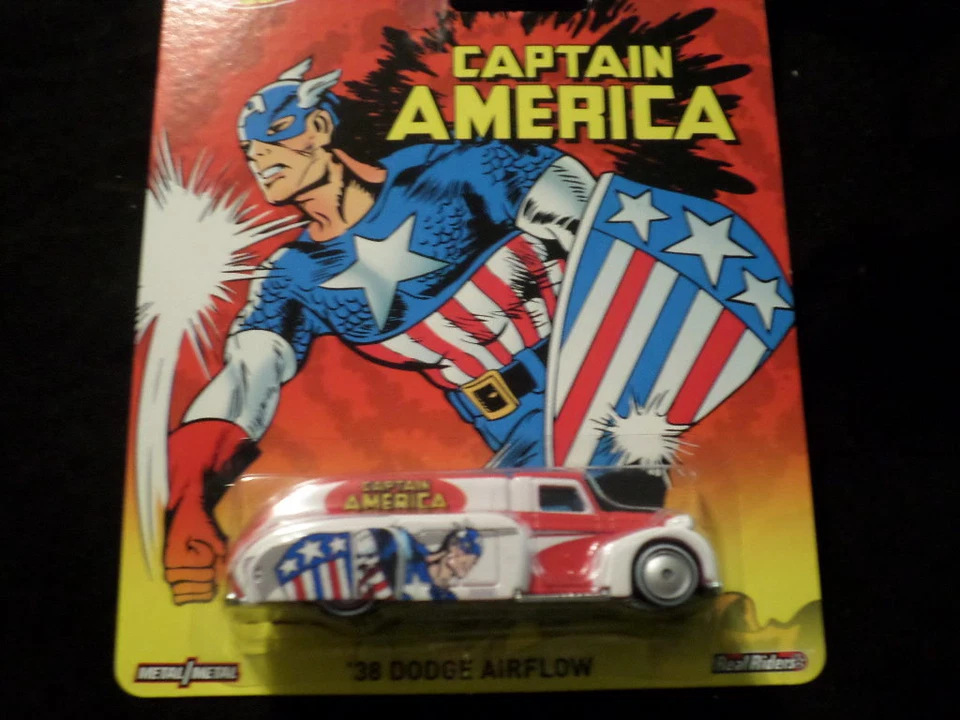 CAPTAIN
AMERICA
CAPTAIN
AMERICA
METAL/METAL
'38 DODGE AIRFLOW
Real Riders